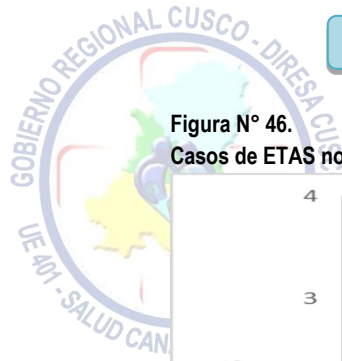 GOBIERNO REGIONAL CUSCO - DIRESA CUS
UE 401 - SALUD CAN
Figura N° 46.
Casos de ETAS no
4
3